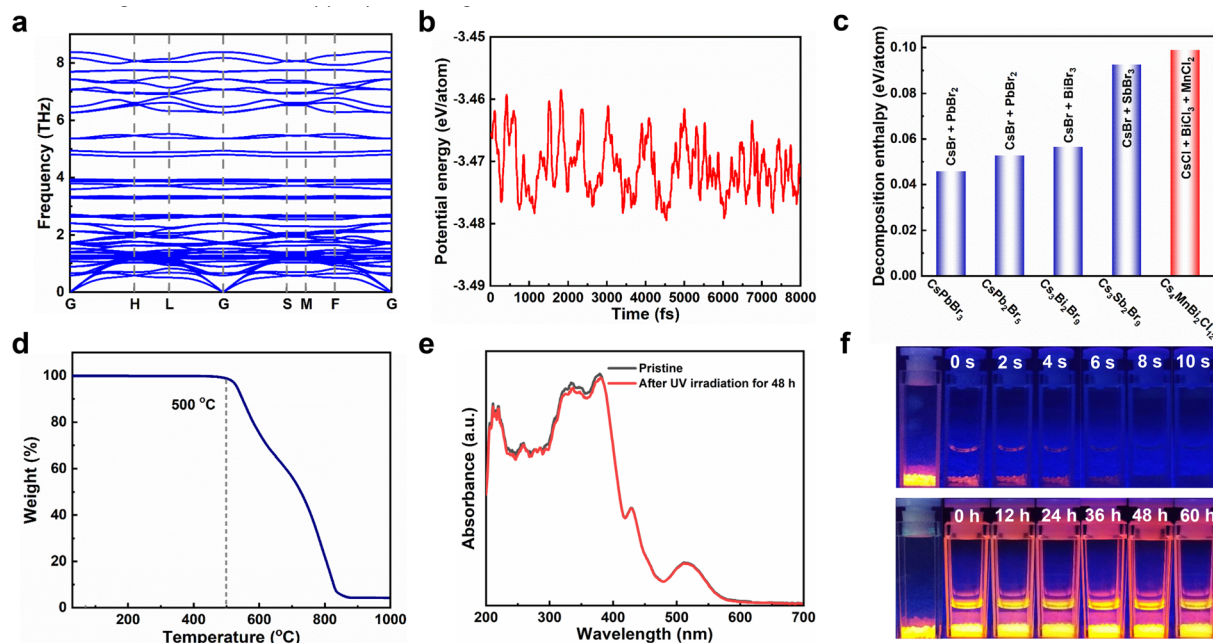 a
8
6
4
2
0
Frequency (THz)
G H L G S M F G
b
-3.45
-3.46
-3.47
-3.48
-3.49
Potential energy (eV/atom)
0 1000 2000 3000 4000 5000 6000 7000 8000
Time (fs)
c
0.10
0.08
0.06
0.04
0.02
0.00
Decomposition enthalpy (eV/atom)
CsBr + PbBr2
CsBr + PbBr2
CsBr + BiBr3
CsBr + SbBr3
CsCl + BiCl3 + MnCl2
CsPbBr3
CsPb2Br5
Cs3Bi2Br9
Cs3Sb2Br9
Cs4MnBi2Cl12
d
100
80
60
40
20
0
Weight (%)
500 °C
200 400 600 800 1000
Temperature (°C)
e
Absorbance (a.u.)
Pristine
After UV irradiation for 48 h
200 300 400 500 600 700
Wavelength (nm)
f
0 s 2 s 4 s 6 s 8 s 10 s
0 h 12 h 24 h 36 h 48 h 60 h